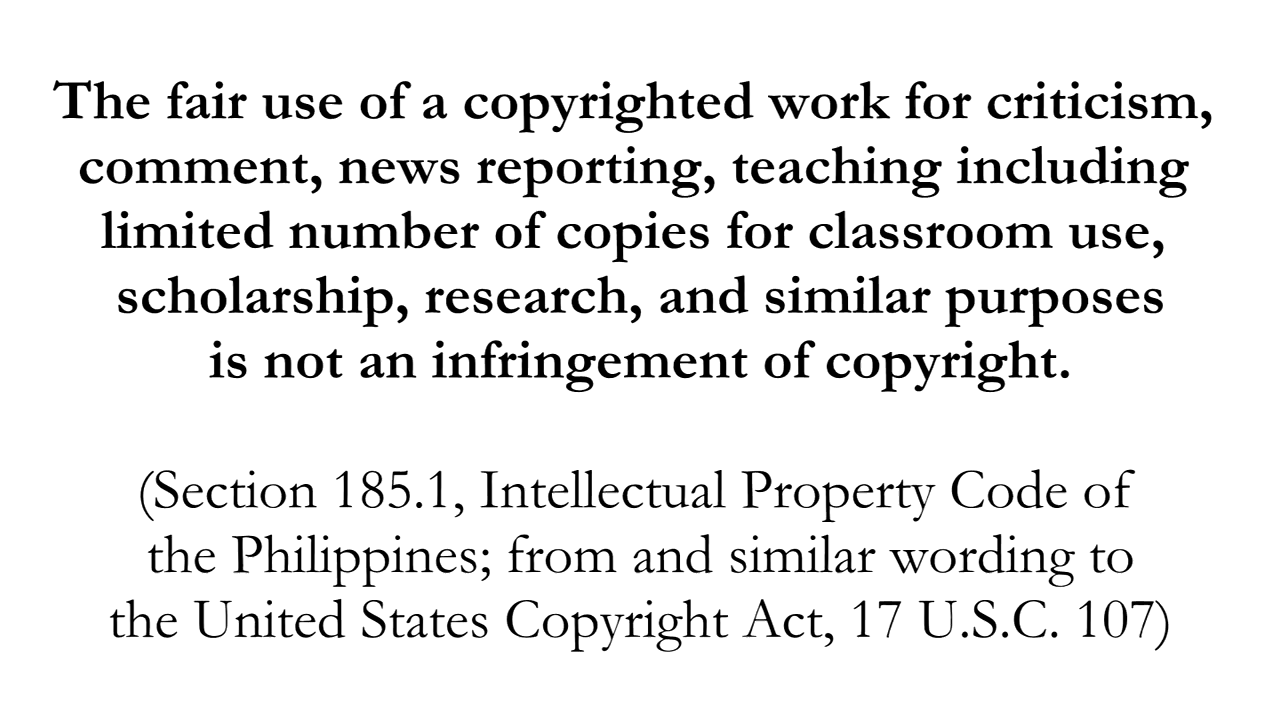 The fair use of a copyrighted work for criticism,
comment, news reporting, teaching including
limited number of copies for classroom use,
scholarship, research, and similar purposes
is not an infringement of copyright.
(Section 185.1, Intellectual Property Code of
the Philippines; from and similar wording to
the United States Copyright Act, 17 U.S.C. 107)